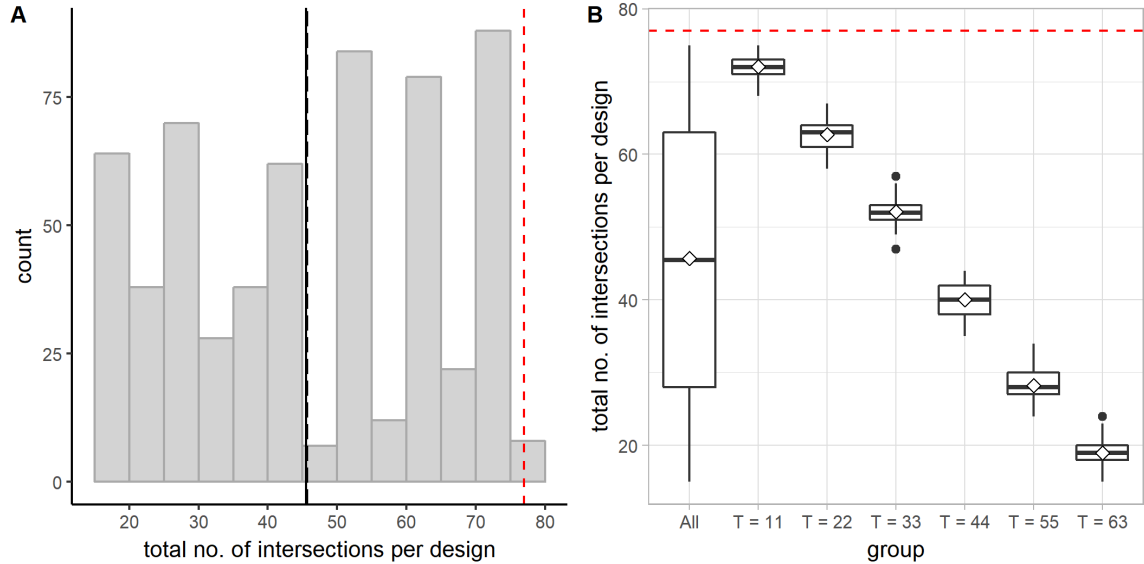 A
count
75
50
25
0
20 30 40 50 60 70 80
total no. of intersections per design
B
total no. of intersections per design
80
60
40
20
All T = 11 T = 22 T = 33 T = 44 T = 55 T = 63
group